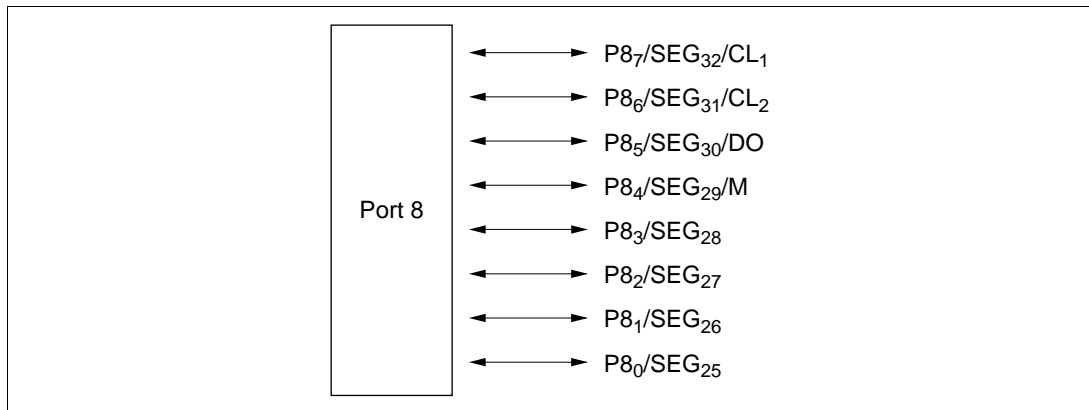 Port 8
P8₇/SEG₃₂/CL₁
P8₆/SEG₃₁/CL₂
P8₅/SEG₃₀/DO
P8₄/SEG₂₉/M
P8₃/SEG₂₈
P8₂/SEG₂₇
P8₁/SEG₂₆
P8₀/SEG₂₅